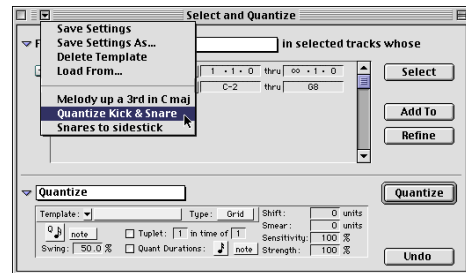 Select and Quantize
Save Settings
Save Settings As...
Delete Template
Load From...
Melody up a 3rd in C maj
Quantize Kick & Snare
Snares to sidestick
F in selected tracks whose
1 • 1 • 0 thru ∞ • 1 • 0
C-2 thru G8
Select
Add To
Refine
Quantize
Quantize
Template: Type: Grid Shift: 0 units
Smear: 0 units
Q note Tuplet: 1 in time of 1 Sensitivity: 100 %
Swing: 50.0 % Quant Durations: note Strength: 100 %
Undo